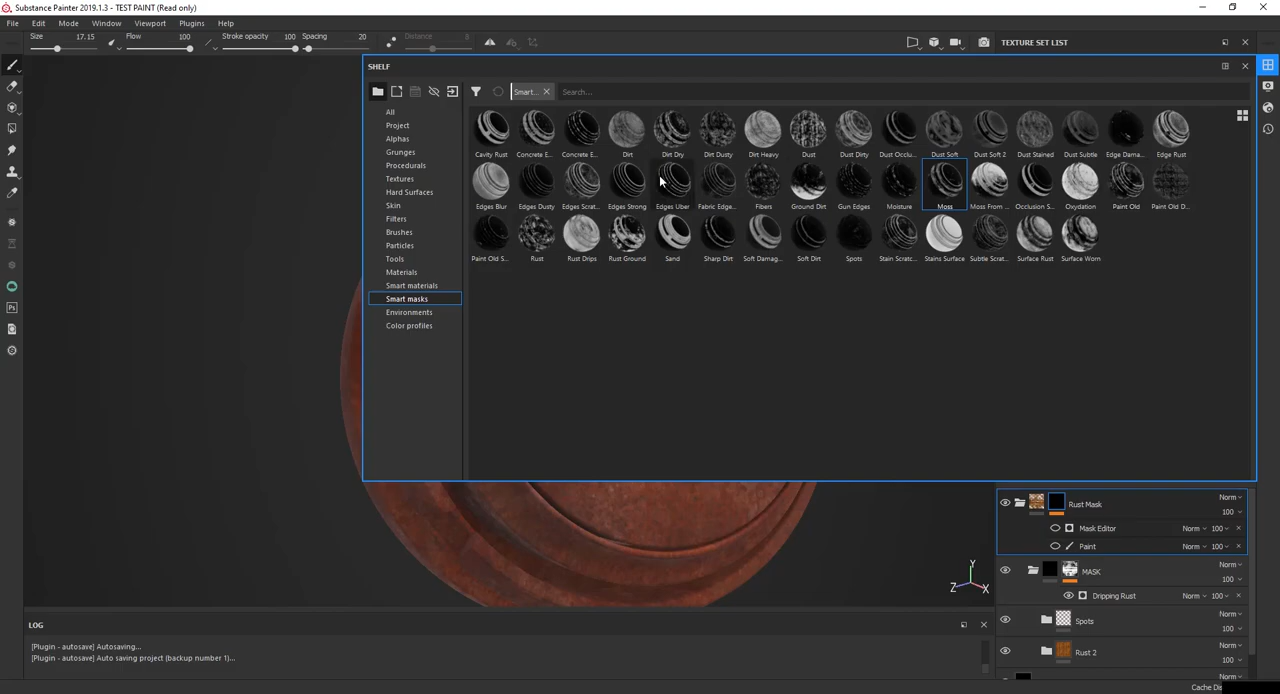 Substance Painter 2019.1.3 - TEST PAINT (Read only)
File Edit Mode Window Viewport Plugins Help
Size 17.15 Flow 100 Stroke opacity 100 Spacing 20 Distance 8
TEXTURE SET LIST
SHELF
Smart... Search...
All
Project
Alphas
Grunges
Procedurals
Textures
Hard Surfaces
Skin
Filters
Brushes
Particles
Tools
Materials
Smart materials
Smart masks
Environments
Color profiles
Cavity Rust Concrete E... Concrete E... Dirt Dirt Dry Dirt Dusty Dirt Heavy Dust Dust Dirty Dust Occlu... Dust Soft Dust Soft 2 Dust Stained Dust Subtle Edge Dama... Edge Rust
Edges Blur Edges Dusty Edges Scrat... Edges Strong Edges Uber Fabric Edge... Fibers Ground Dirt Gun Edges Moisture Moss Moss From ... Occlusion S... Oxydation Paint Old Paint Old D...
Paint Old S... Rust Rust Drips Rust Ground Sand Sharp Dirt Soft Damag... Soft Dirt Spots Stain Scratc... Stains Surface Subtle Scrat... Surface Rust Surface Worn
Ps
Rust Mask Norm 100
Mask Editor Norm 100
Paint Norm 100
MASK Norm 100
Dripping Rust Norm 100
Spots Norm 100
Rust 2 Norm 100
Y
Z X
LOG
[Plugin - autosave] Autosaving...
[Plugin - autosave] Auto saving project (backup number 1)...
Norm
Cache Dis